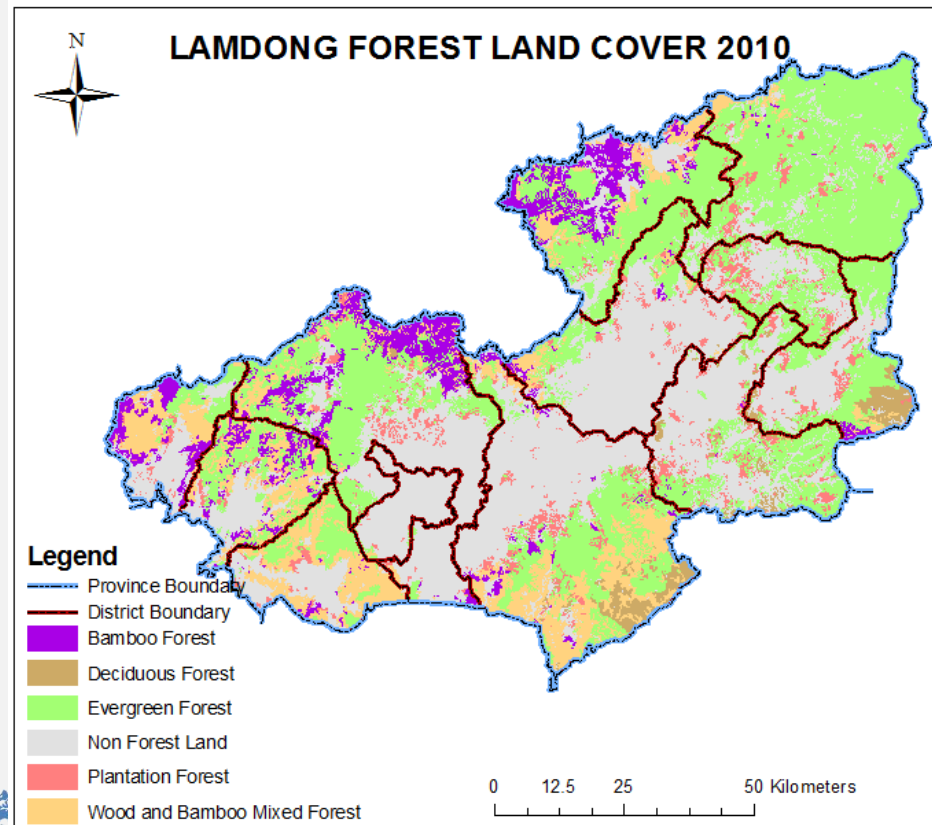 LAMDONG FOREST LAND COVER 2010
N
Legend
Province Boundary
District Boundary
Bamboo Forest
Deciduous Forest
Evergreen Forest
Non Forest Land
Plantation Forest
Wood and Bamboo Mixed Forest
0 12.5 25 50 Kilometers